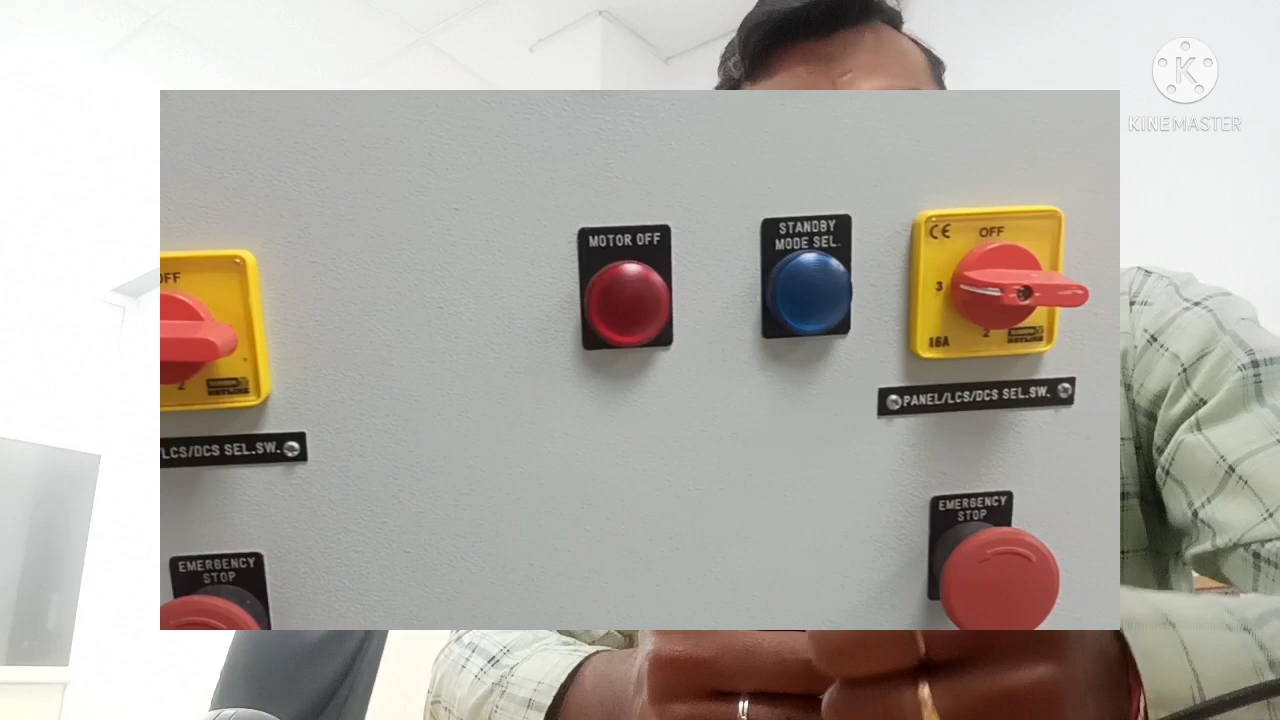 KINEMASTER
MOTOR OFF
STANDBY
MODE SEL.
CE OFF
3
2
16A
PANEL/LCS/DCS SEL.SW.
EMERGENCY
STOP
OFF
2
LCS/DCS SEL.SW.
EMERGENCY
STOP